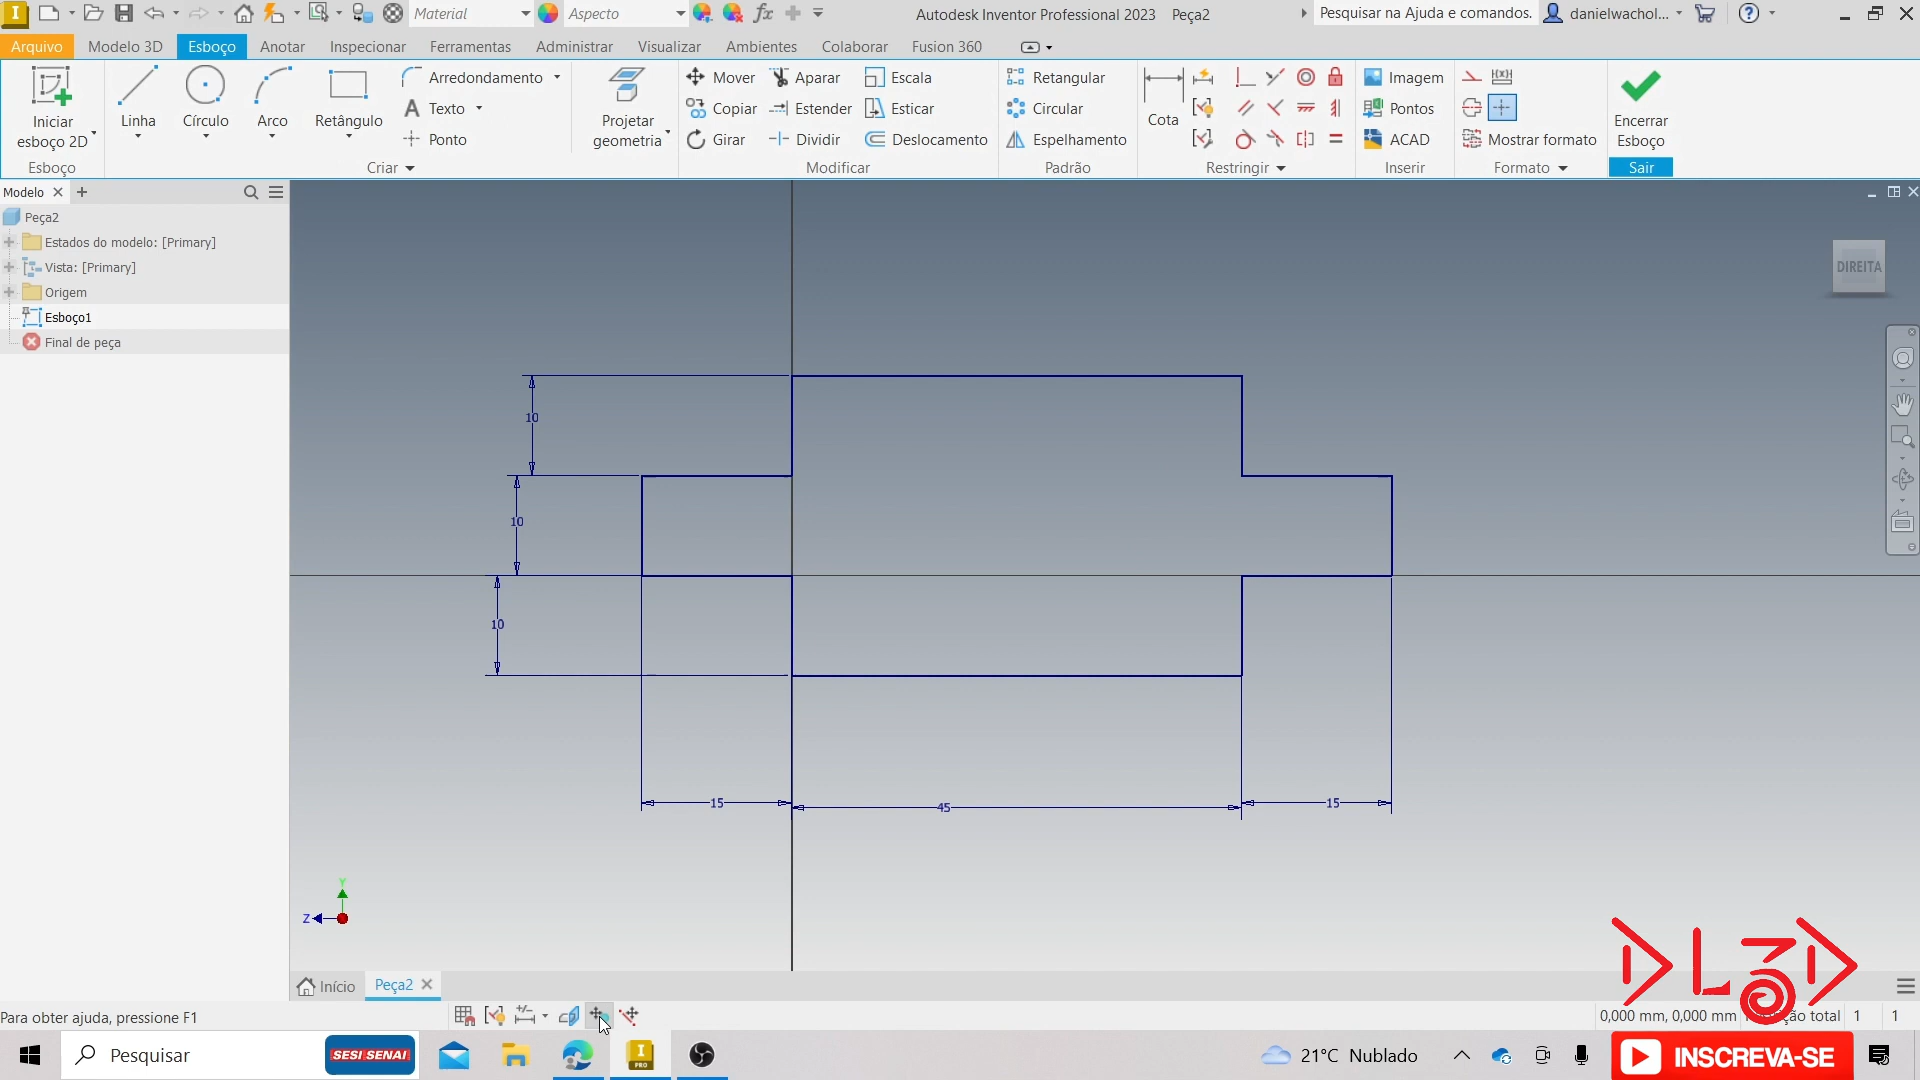 Material
Aspecto
fx
Autodesk Inventor Professional 2023 Peça2
Pesquisar na Ajuda e comandos.
danielwachol...
Arquivo
Modelo 3D
Esboço
Anotar
Inspecionar
Ferramentas
Administrar
Visualizar
Ambientes
Colaborar
Fusion 360
Iniciar
esboço 2D
Esboço
Linha
Círculo
Arco
Retângulo
Arredondamento
Texto
Ponto
Criar
Projetar
geometria
Mover
Copiar
Girar
Aparar
Estender
Dividir
Escala
Esticar
Deslocamento
Modificar
Retangular
Circular
Espelhamento
Padrão
Cota
Restringir
Imagem
Pontos
ACAD
Inserir
Mostrar formato
Formato
Encerrar
Esboço
Sair
Modelo
Peça2
Estados do modelo: [Primary]
Vista: [Primary]
Origem
Esboço1
Final de peça
DIREITA
10
10
10
15
45
15
Y
Z
DL3D
Início
Peça2
Para obter ajuda, pressione F1
0,000 mm, 0,000 mm
total
1
1
Pesquisar
SESI SENAI
I
PRO
21°C Nublado
INSCREVA-SE